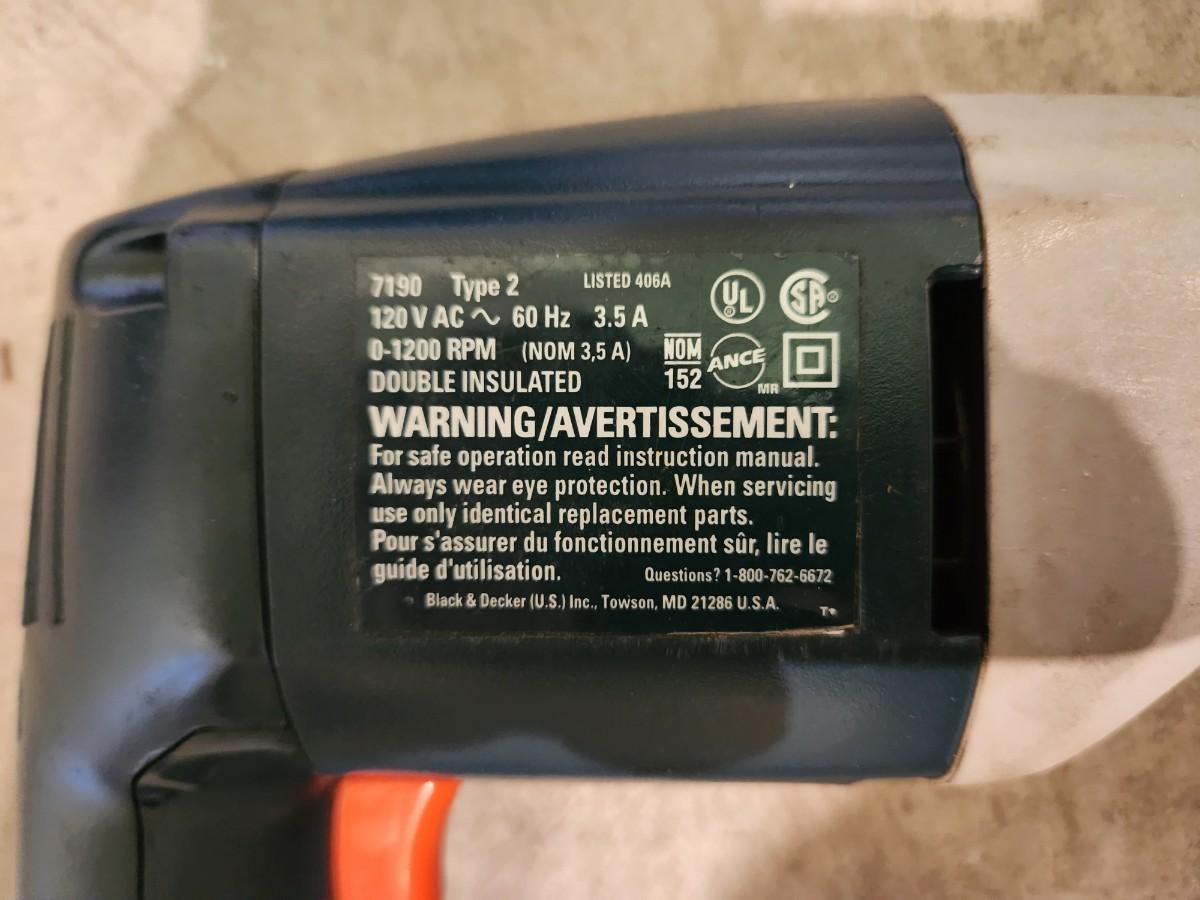 7190 Type 2 LISTED 406A UL ® SA ®
120 V AC ~ 60 Hz 3.5 A
0-1200 RPM (NOM 3,5 A) NOM ANCE
DOUBLE INSULATED 152 MR
WARNING/AVERTISSEMENT:
For safe operation read instruction manual.
Always wear eye protection. When servicing
use only identical replacement parts.
Pour s'assurer du fonctionnement sûr, lire le
guide d'utilisation. Questions? 1-800-762-6672
Black & Decker (U.S.) Inc., Towson, MD 21286 U.S.A.